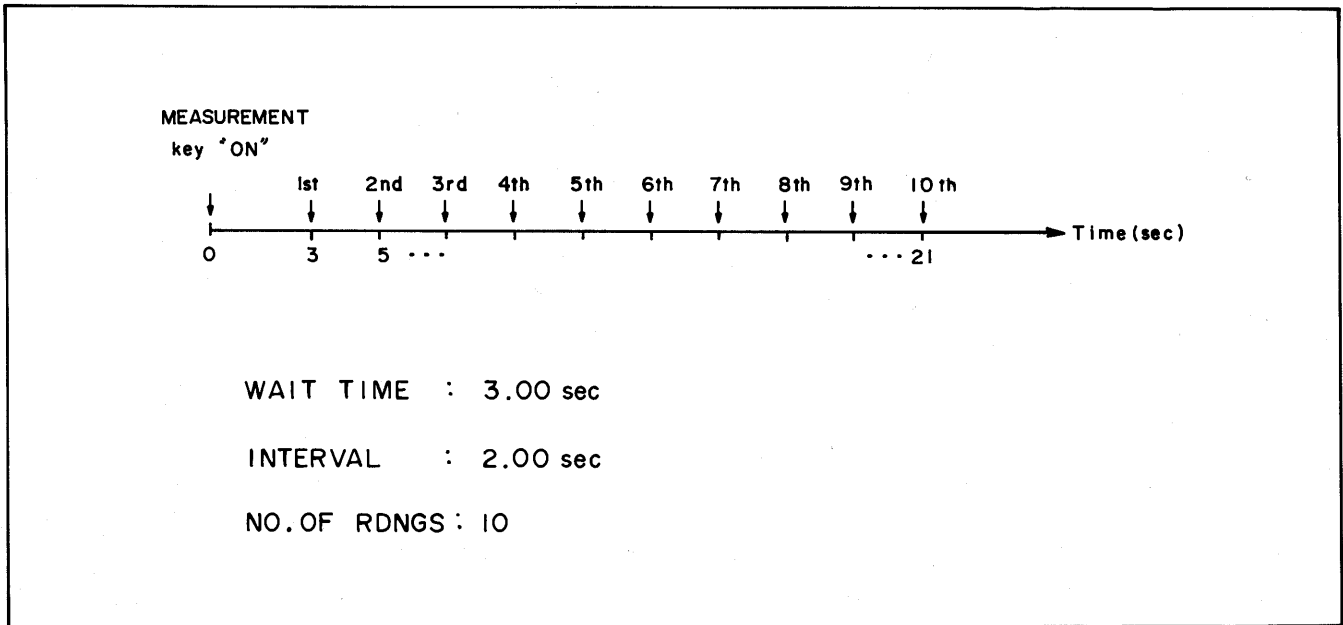 MEASUREMENT
key "ON"
1st 2nd 3rd 4th 5th 6th 7th 8th 9th 10th
Time (sec)
0 3 5 ... ... 21
WAIT TIME : 3.00 sec
INTERVAL : 2.00 sec
NO. OF RDNGS : 10